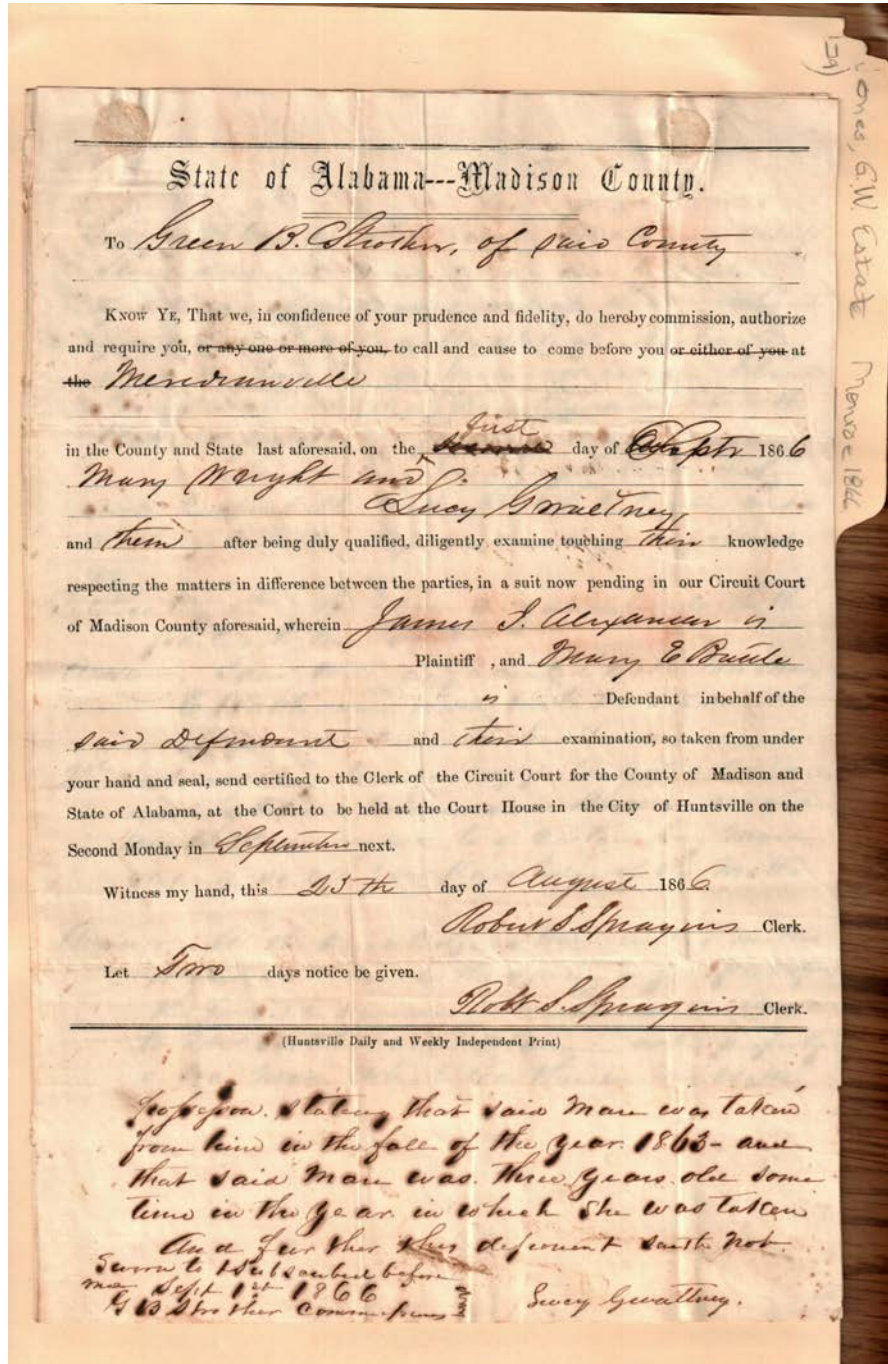 State of Alabama---Madison County.
To Green B. Strother, of said County
KNOW YE, That we, in confidence of your prudence and fidelity, do hereby commission, authorize
and require you, or any one or more of you, to call and cause to come before you or either of you at
the Meridianville
first
in the County and State last aforesaid, on the day of Septr 1866
Mary Wright and
Lucy Gwaltney,
and them after being duly qualified, diligently examine touching their knowledge
respecting the matters in difference between the parties, in a suit now pending in our Circuit Court
of Madison County aforesaid, wherein James S. Alexander is
Plaintiff , and Mary E Battle
is Defendant in behalf of the
said Defendant and their examination, so taken from under
your hand and seal, send certified to the Clerk of the Circuit Court for the County of Madison and
State of Alabama, at the Court to be held at the Court House in the City of Huntsville on the
Second Monday in September next.
Witness my hand, this 25th day of August 1866.
Robert S Spragins Clerk.
Let Two days notice be given.
Robt S. Spragins Clerk.
(Huntsville Daily and Weekly Independent Print)
possession. stating that said Mare was taken
from him in the fall of the year 1863- and
that said Mare was three years old some
time in the year in which she was taken
And further this deponent saith not.
Sworn to & subscribed before
me Sept 1st 1866
G B Strother Commissioner
Lucy Gwaltney.
Jones, G.W. Estate Monroe 1866